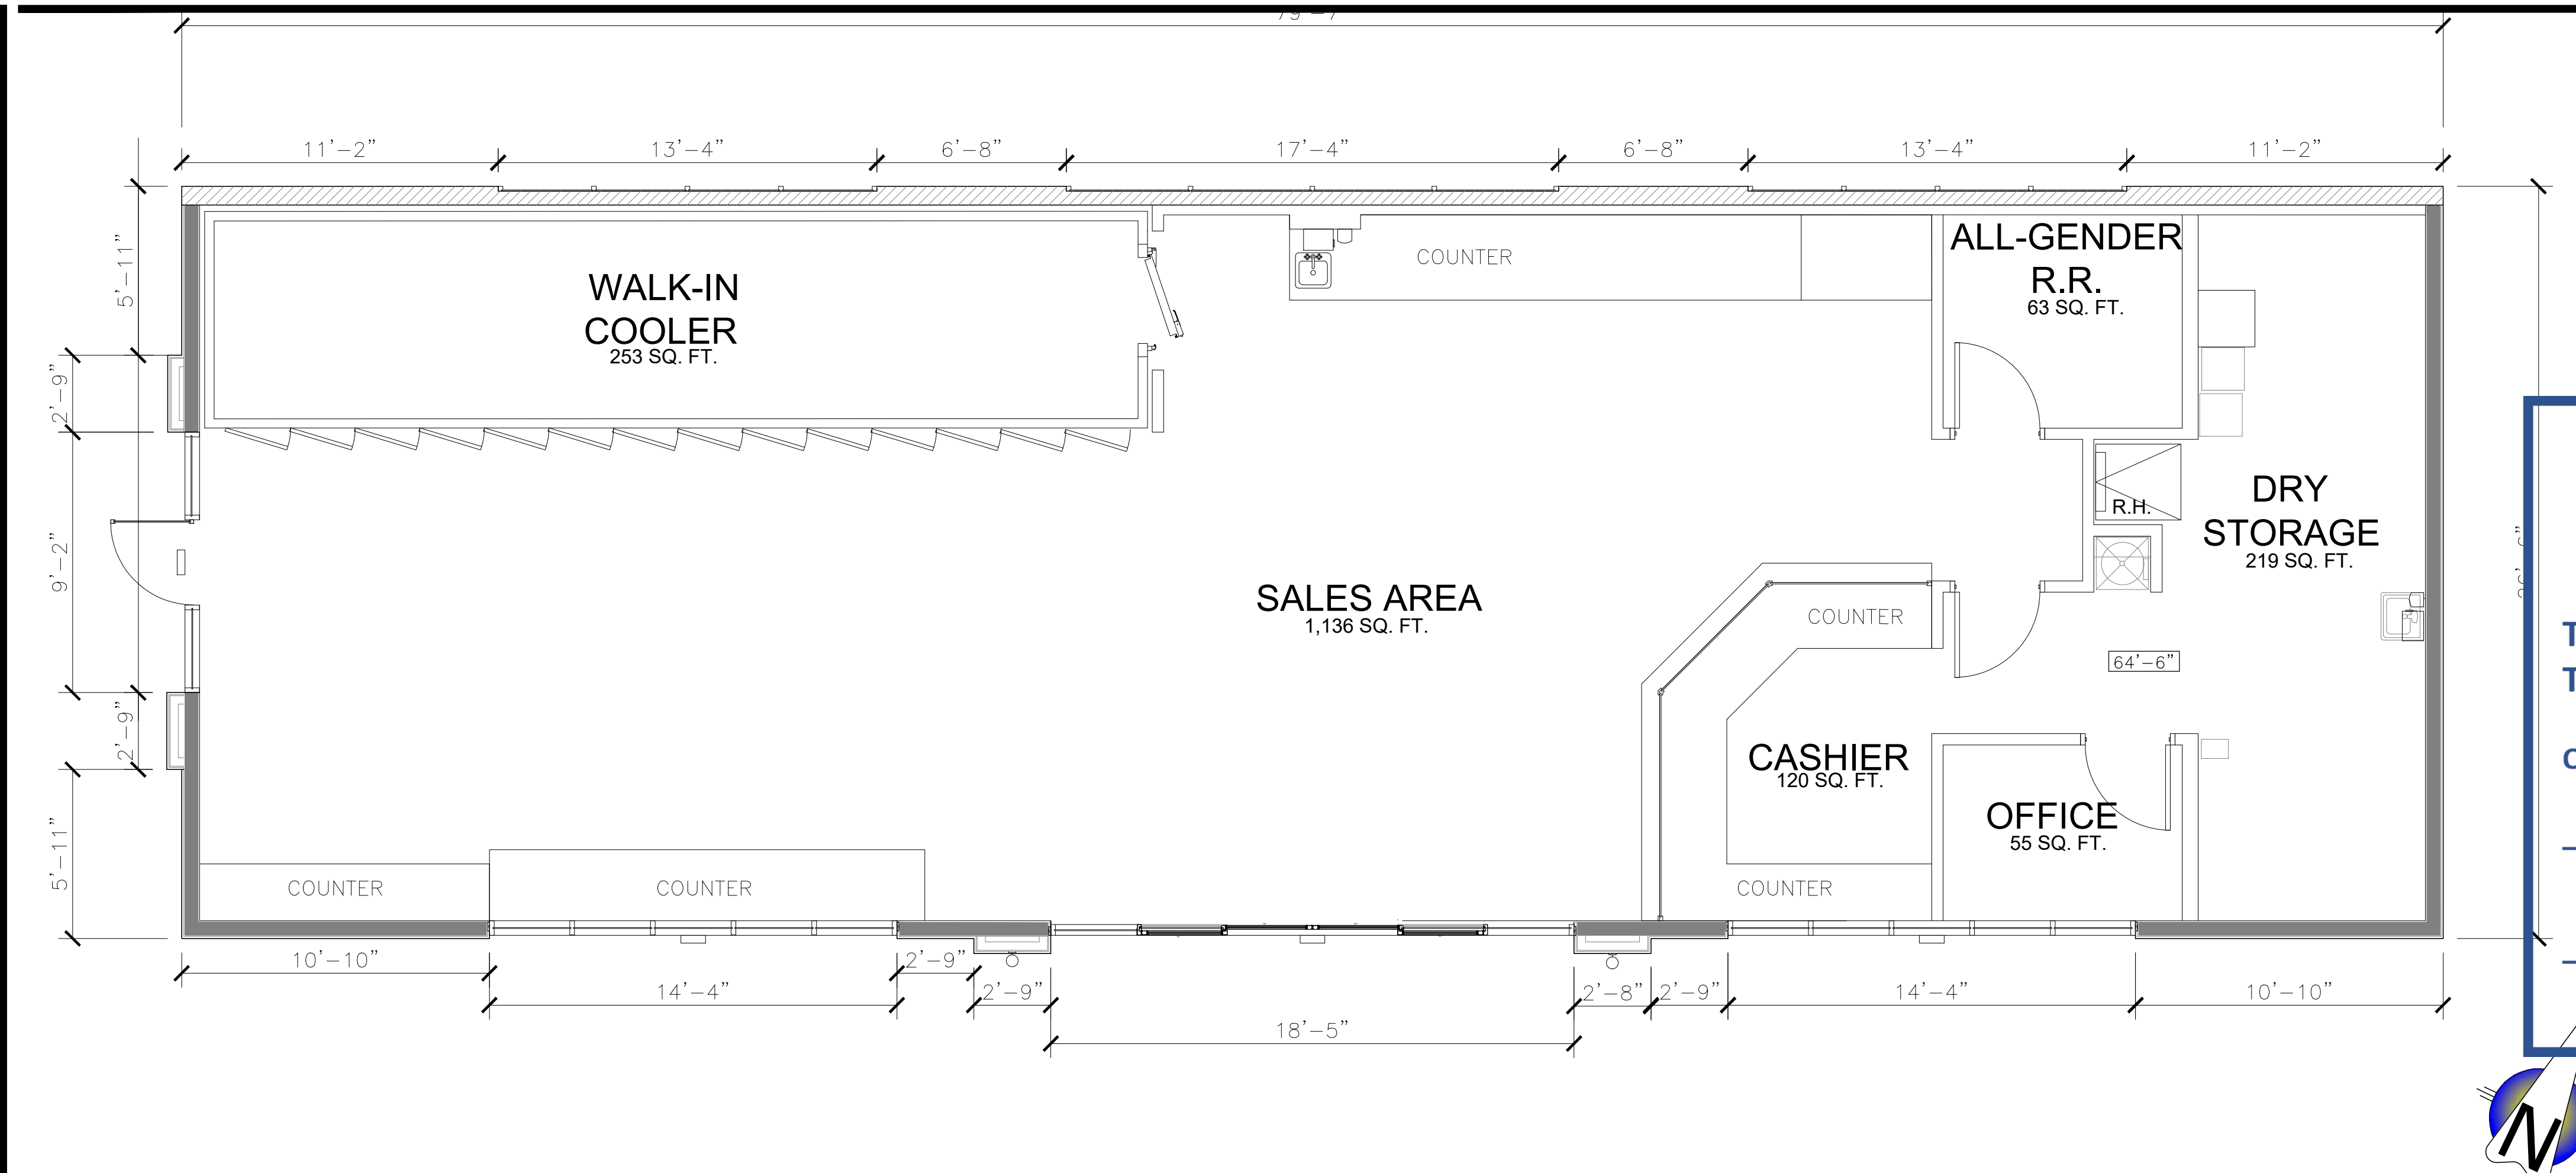 11'-2"
13'-4"
6'-8"
17'-4"
6'-8"
13'-4"
11'-2"
5'-11"
2'-9"
9'-2"
2'-9"
5'-11"
WALK-IN
COOLER
253 SQ. FT.
COUNTER
ALL-GENDER
R.R.
63 SQ. FT.
R.H.
DRY
STORAGE
219 SQ. FT.
SALES AREA
1,136 SQ. FT.
COUNTER
64'-6"
CASHIER
120 SQ. FT.
OFFICE
55 SQ. FT.
COUNTER
COUNTER
COUNTER
10'-10"
14'-4"
2'-9"
2'-9"
18'-5"
2'-8"
2'-9"
14'-4"
10'-10"
N